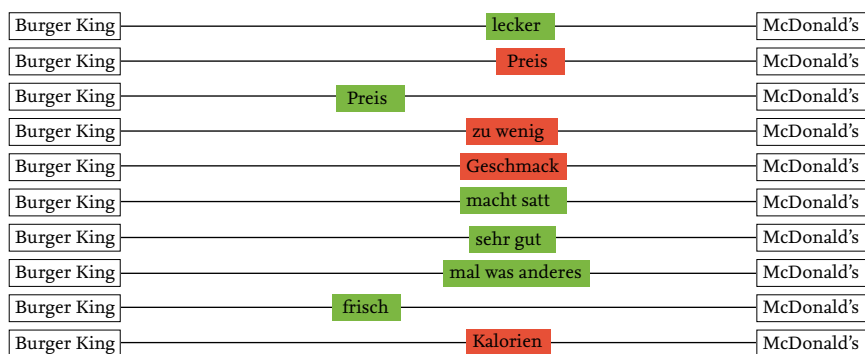 Burger King lecker McDonald's
Burger King Preis McDonald's
Burger King Preis McDonald's
Burger King zu wenig McDonald's
Burger King Geschmack McDonald's
Burger King macht satt McDonald's
Burger King sehr gut McDonald's
Burger King mal was anderes McDonald's
Burger King frisch McDonald's
Burger King Kalorien McDonald's